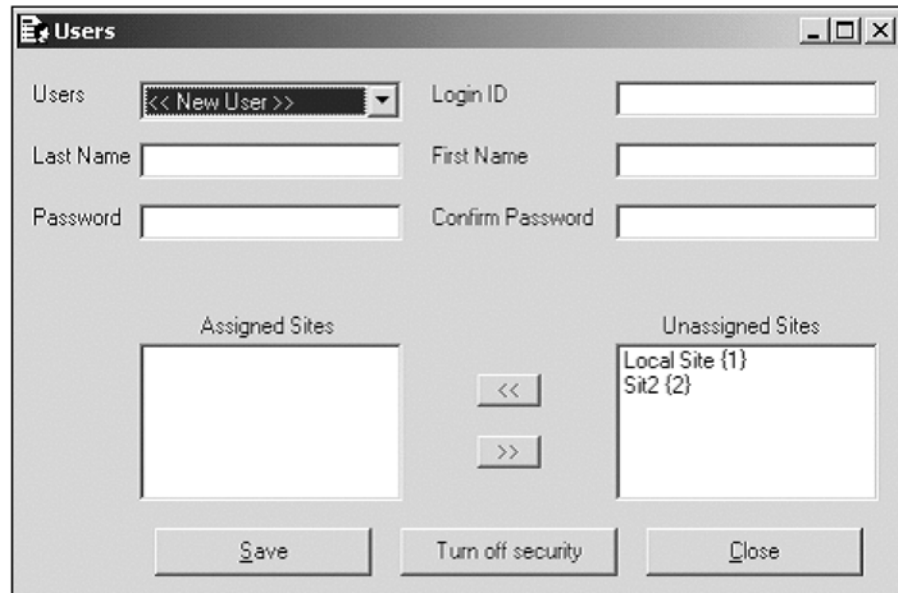 Users
Users << New User >> Login ID
Last Name First Name
Password Confirm Password
Assigned Sites Unassigned Sites
Local Site {1}
Sit2 {2}
<<
>>
Save Turn off security Close